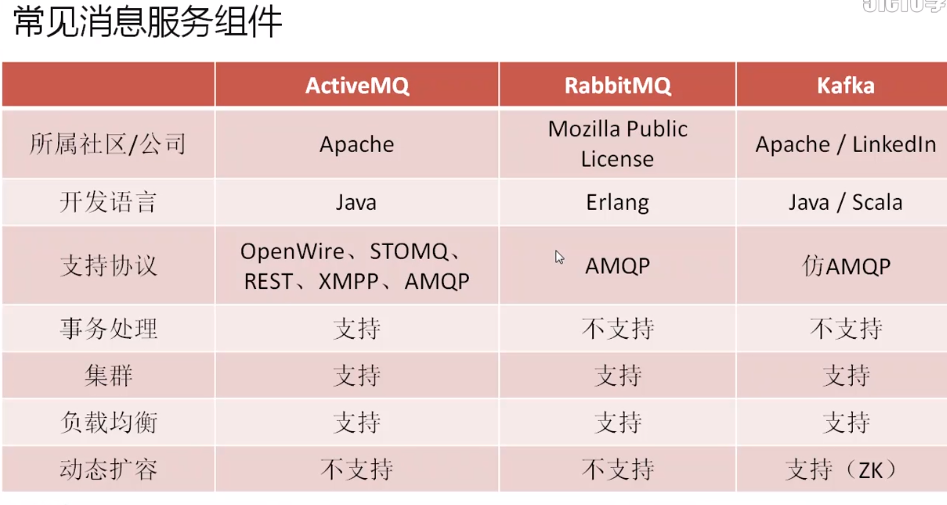 常见消息服务组件
ActiveMQ RabbitMQ Kafka
所属社区/公司 Apache Mozilla Public License Apache / LinkedIn
开发语言 Java Erlang Java / Scala
支持协议 OpenWire、STOMQ、REST、XMPP、AMQP AMQP 仿AMQP
事务处理 支持 不支持 不支持
集群 支持 支持 支持
负载均衡 支持 支持 支持
动态扩容 不支持 不支持 支持（ZK）